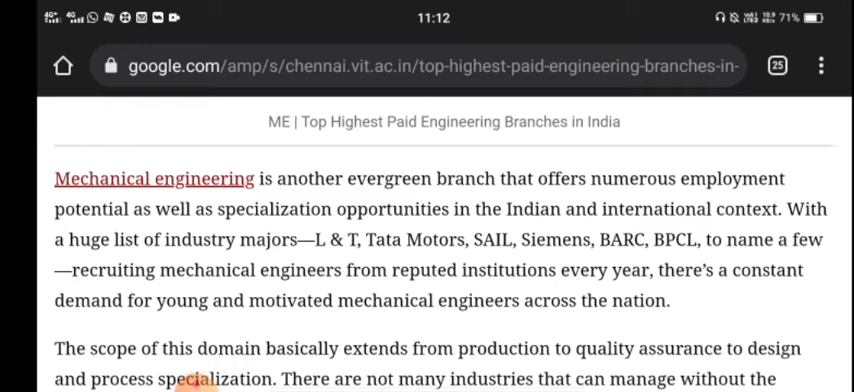 11:12
71%
google.com/amp/s/chennai.vit.ac.in/top-highest-paid-engineering-branches-in-
25
ME | Top Highest Paid Engineering Branches in India
Mechanical engineering is another evergreen branch that offers numerous employment
potential as well as specialization opportunities in the Indian and international context. With
a huge list of industry majors—L & T, Tata Motors, SAIL, Siemens, BARC, BPCL, to name a few
—recruiting mechanical engineers from reputed institutions every year, there's a constant
demand for young and motivated mechanical engineers across the nation.
The scope of this domain basically extends from production to quality assurance to design
and process specialization. There are not many industries that can manage without the